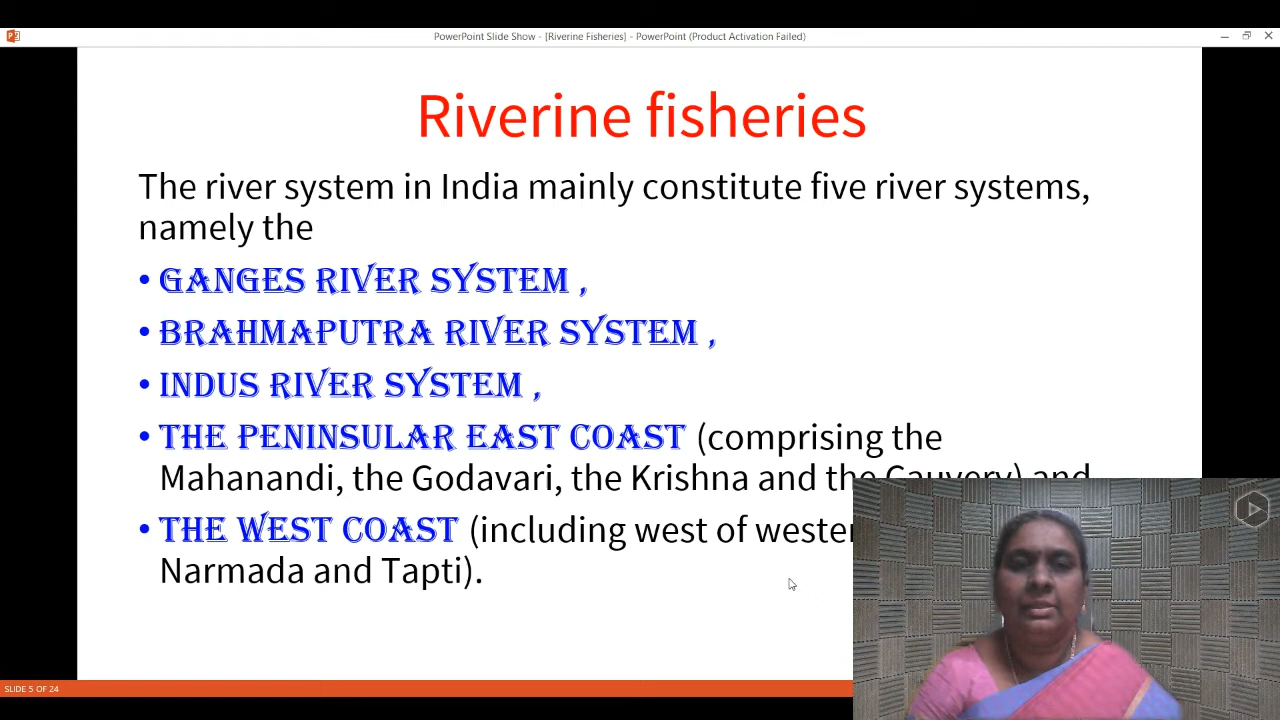 PowerPoint Slide Show - [Riverine Fisheries] - PowerPoint (Product Activation Failed)
Riverine fisheries
The river system in India mainly constitute five river systems,
namely the
• GANGES RIVER SYSTEM ,
• BRAHMAPUTRA RIVER SYSTEM ,
• INDUS RIVER SYSTEM ,
• THE PENINSULAR EAST COAST (comprising the
Mahanandi, the Godavari, the Krishna and the Cauvery) and
• THE WEST COAST (including west of
Narmada and Tapti).
SLIDE 5 OF 24